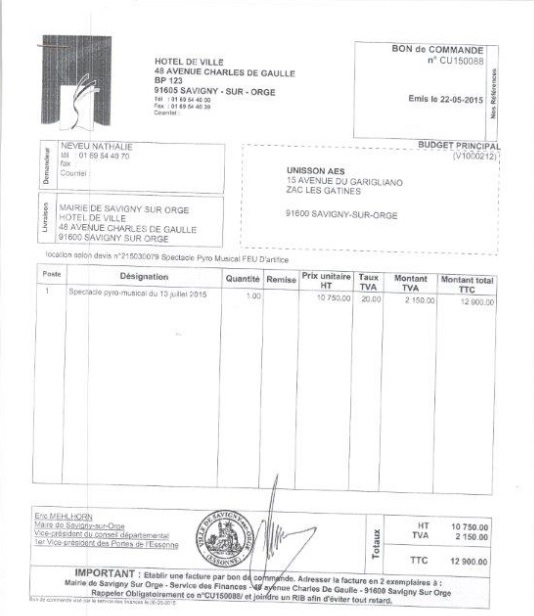 HOTEL DE VILLE
48 AVENUE CHARLES DE GAULLE
BP 123
91605 SAVIGNY - SUR - ORGE
Tél : 01 69 54 40 00
Fax : 01 69 54 40 39
Courriel :
BON de COMMANDE
n° CU150088
Emis le 22-05-2015
Nos Références
Demandeur
NEVEU NATHALIE
tél : 01 69 54 40 70
fax :
Courriel :
BUDGET PRINCIPAL
(V1000212)
UNISSON AES
15 AVENUE DU GARIGLIANO
ZAC LES GATINES
91600 SAVIGNY-SUR-ORGE
Livraison
MAIRIE DE SAVIGNY SUR ORGE
HOTEL DE VILLE
48 AVENUE CHARLES DE GAULLE
91600 SAVIGNY SUR ORGE
location selon devis n°215030079 Spectacle Pyro Musical FEU D'artifice
Poste Désignation Quantité Remise Prix unitaire HT Taux TVA Montant TVA Montant total TTC
1 Spectacle pyro-musical du 13 juillet 2015 1.00 10 750.00 20.00 2 150.00 12 900.00
Eric MEHLHORN
Maire de Savigny-sur-Orge
Vice-président du conseil départemental
1er Vice-président des Portes de l'Essonne
VILLE DE SAVIGNY-SUR-ORGE
(ESSONNE)
Totaux
HT 10 750.00
TVA 2 150.00
TTC 12 900.00
IMPORTANT : Etablir une facture par bon de commande. Adresser la facture en 2 exemplaires à :
Mairie de Savigny Sur Orge - Service des Finances - 48 avenue Charles De Gaulle - 91609 Savigny Sur Orge
Rappeler Obligatoirement ce n°CU150088/ et joindre un RIB afin d'éviter tout retard.
Bon de commande visé par le service des finances le